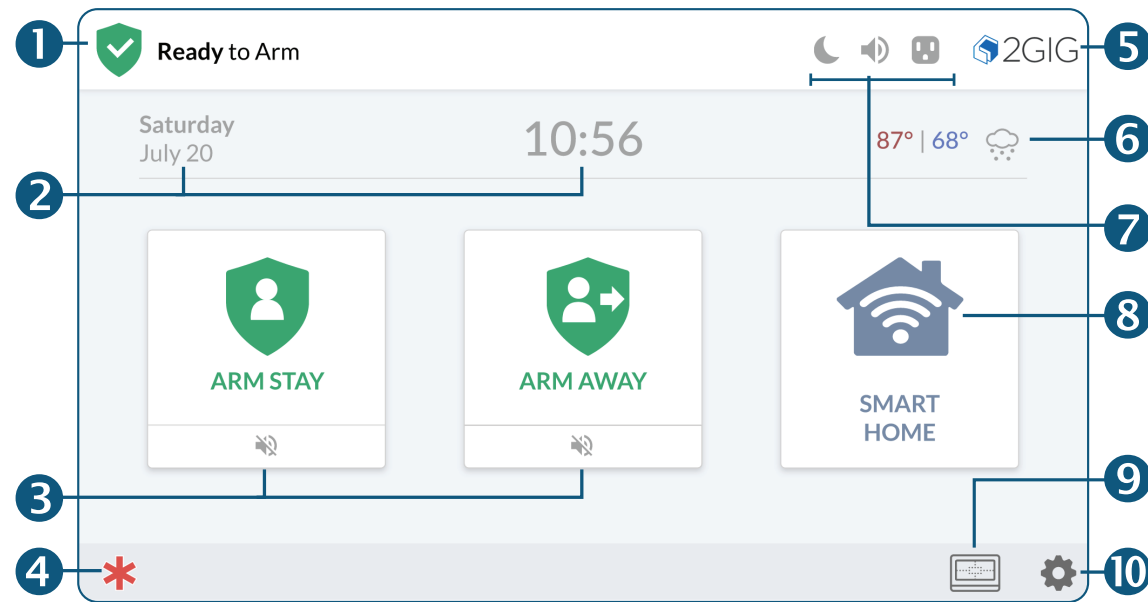 1
Ready to Arm
2GIG
5
Saturday
July 20
10:56
87° | 68°
6
2
7
ARM STAY
ARM AWAY
SMART
HOME
8
3
9
4
10